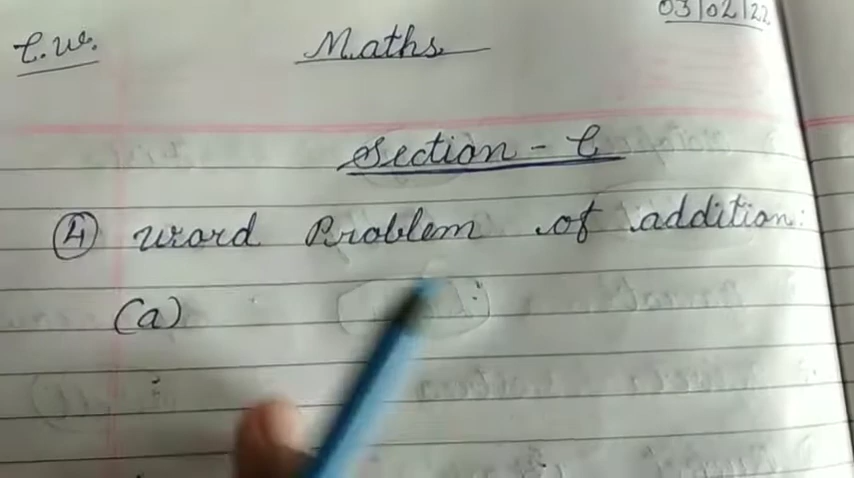 C.W. Maths 03/02/22
Section - C
④ Word Problem of addition:
(a)